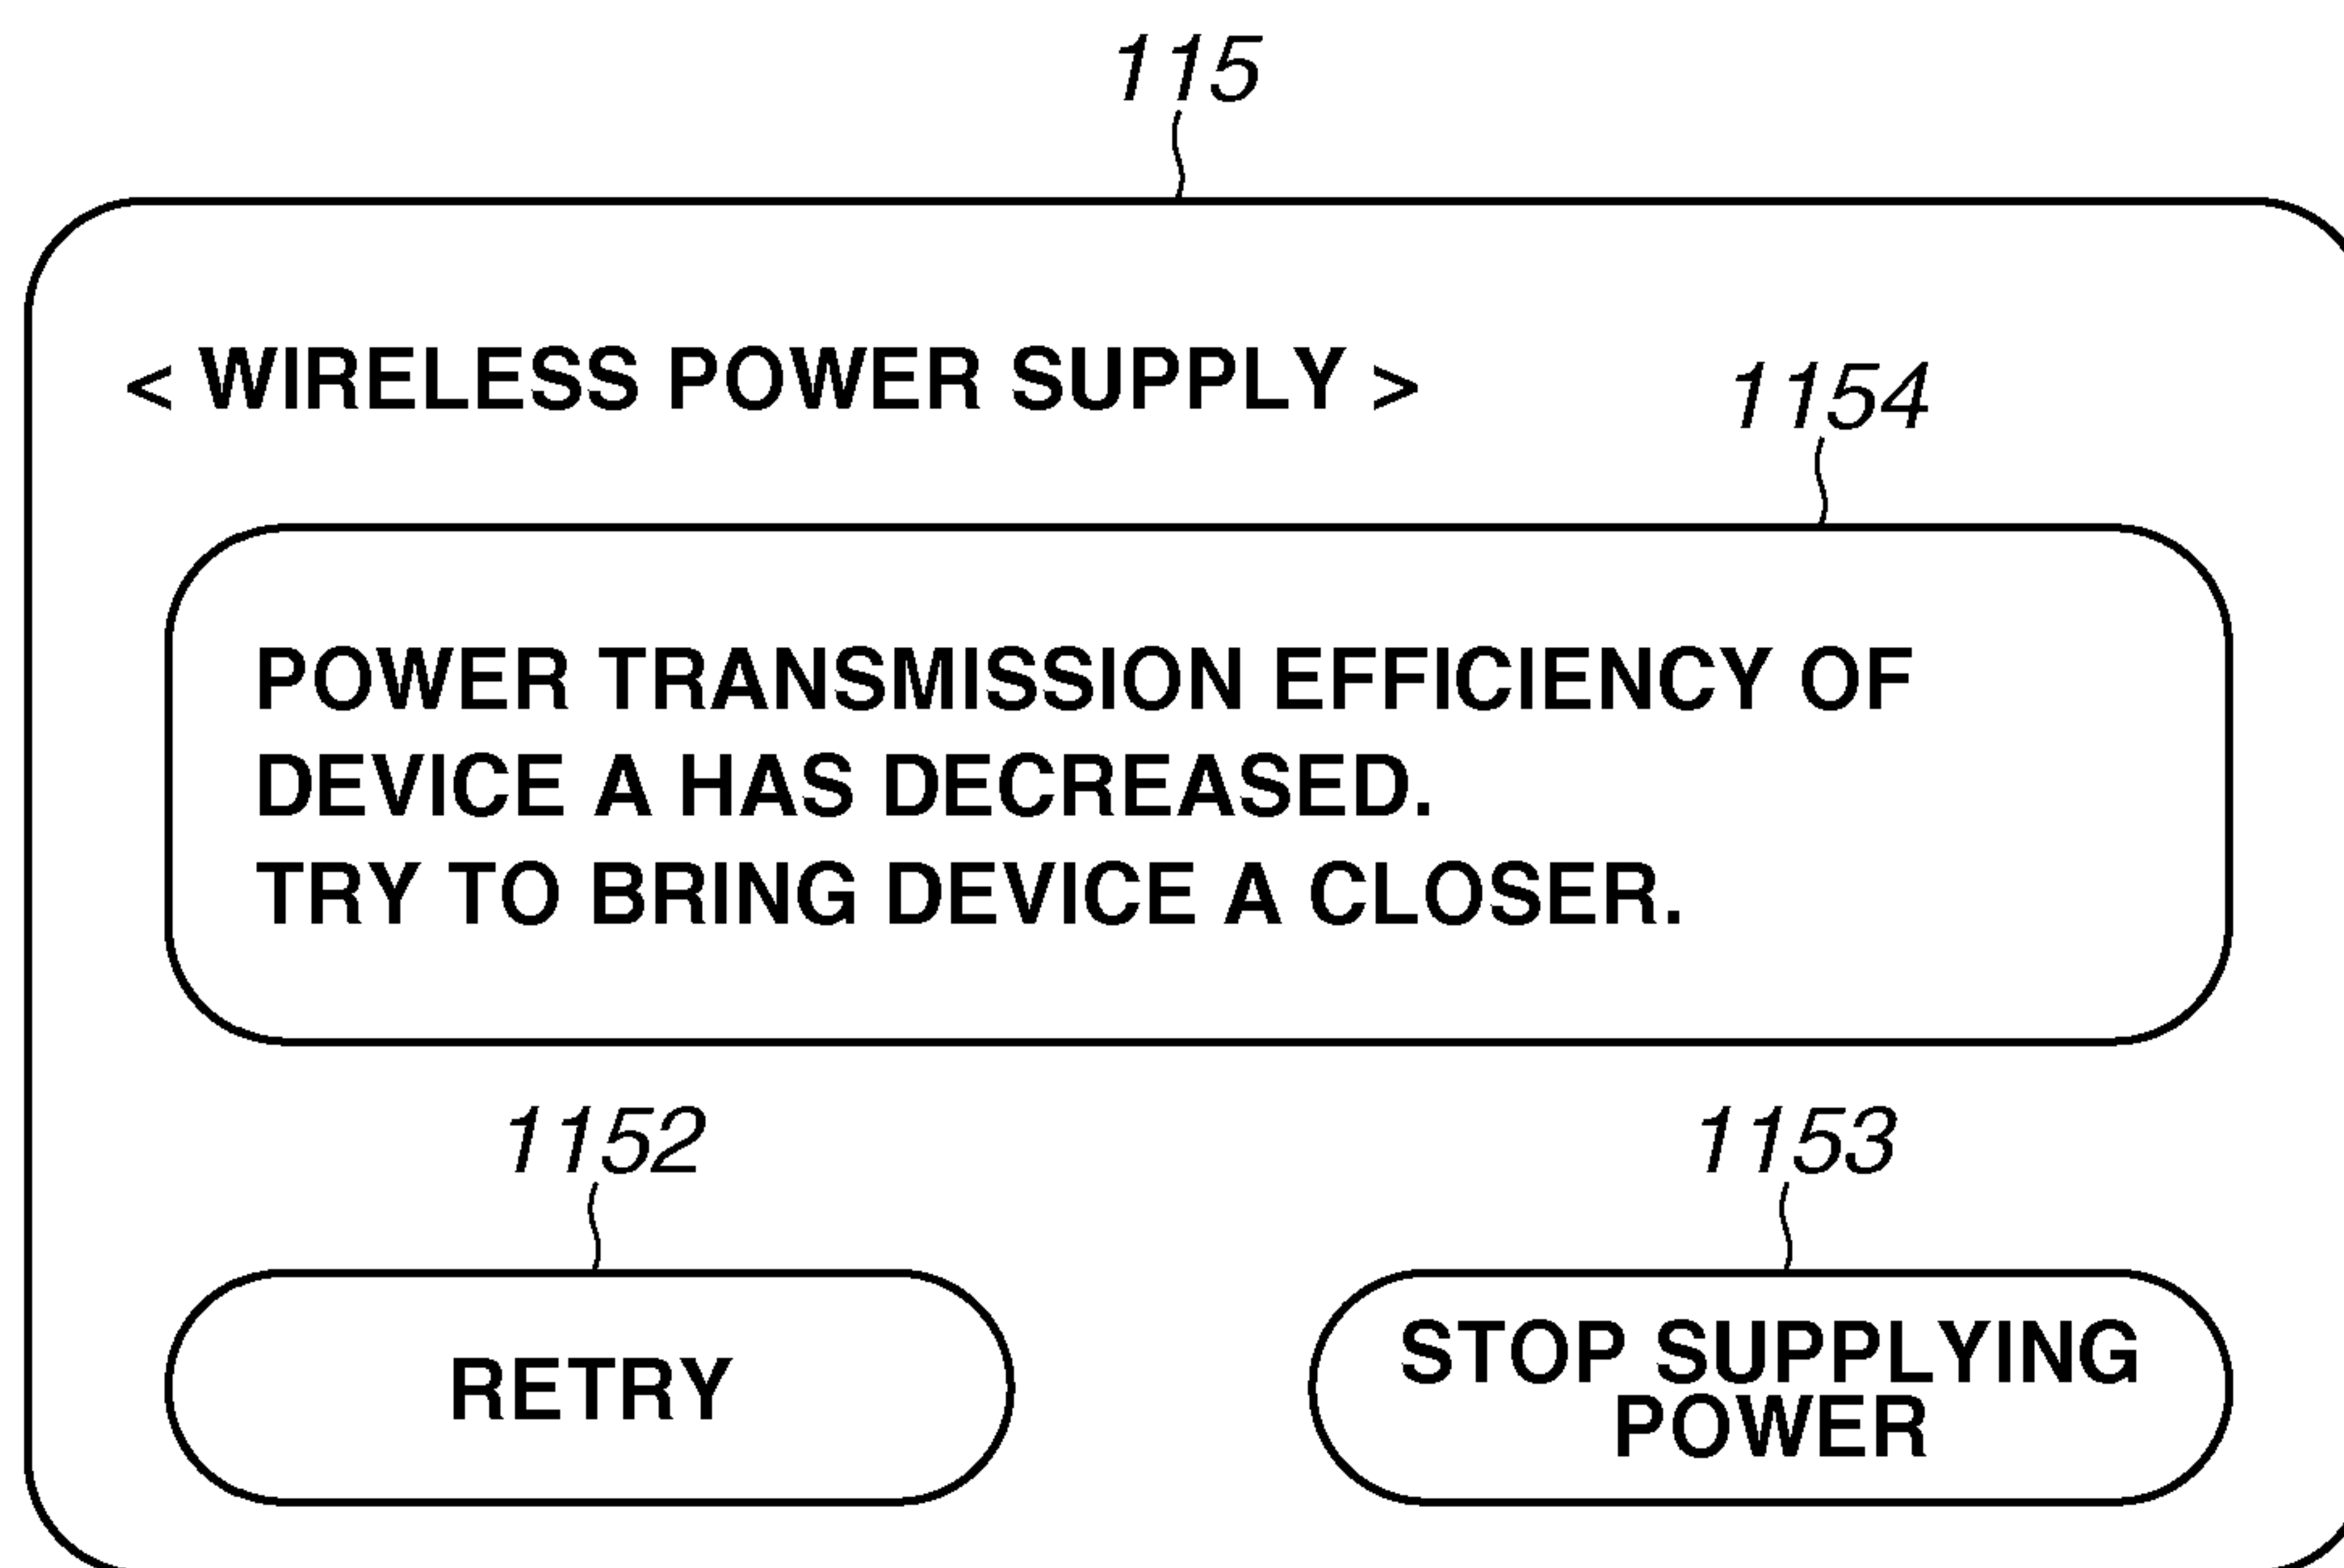 115
< WIRELESS POWER SUPPLY >
1154
POWER TRANSMISSION EFFICIENCY OF
DEVICE A HAS DECREASED.
TRY TO BRING DEVICE A CLOSER.
1152
1153
RETRY
STOP SUPPLYING
POWER